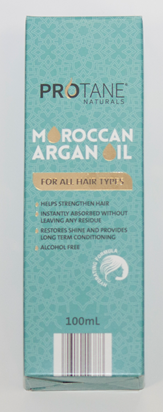 PROTANE
NATURALS
MOROCCAN
ARGAN OIL
FOR ALL HAIR TYPES
HELPS STRENGTHEN HAIR
INSTANTLY ABSORBED WITHOUT
LEAVING ANY RESIDUE
RESTORES SHINE AND PROVIDES
LONG TERM CONDITIONING
ALCOHOL FREE
100mL